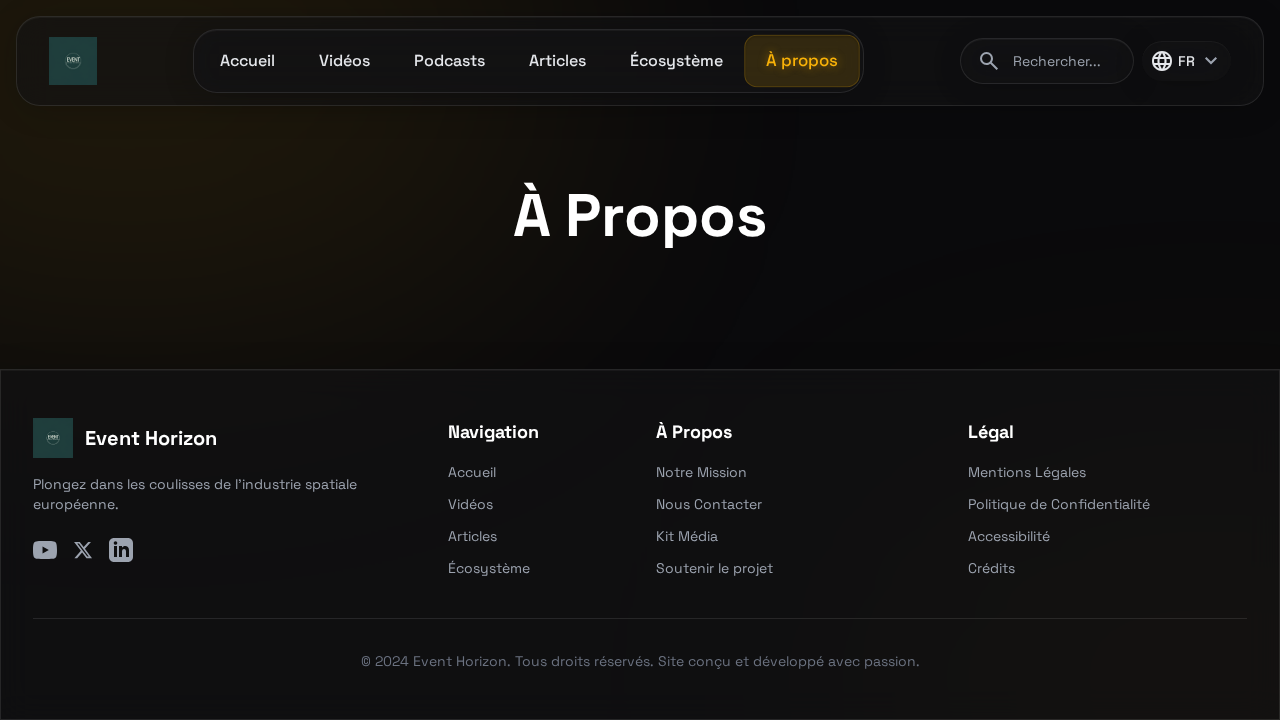 EVENT
Accueil
Vidéos
Podcasts
Articles
Écosystème
À propos
Rechercher...
FR
À Propos
Event Horizon
Plongez dans les coulisses de l'industrie spatiale
européenne.
Navigation
Accueil
Vidéos
Articles
Écosystème
À Propos
Notre Mission
Nous Contacter
Kit Média
Soutenir le projet
Légal
Mentions Légales
Politique de Confidentialité
Accessibilité
Crédits
© 2024 Event Horizon. Tous droits réservés. Site conçu et développé avec passion.